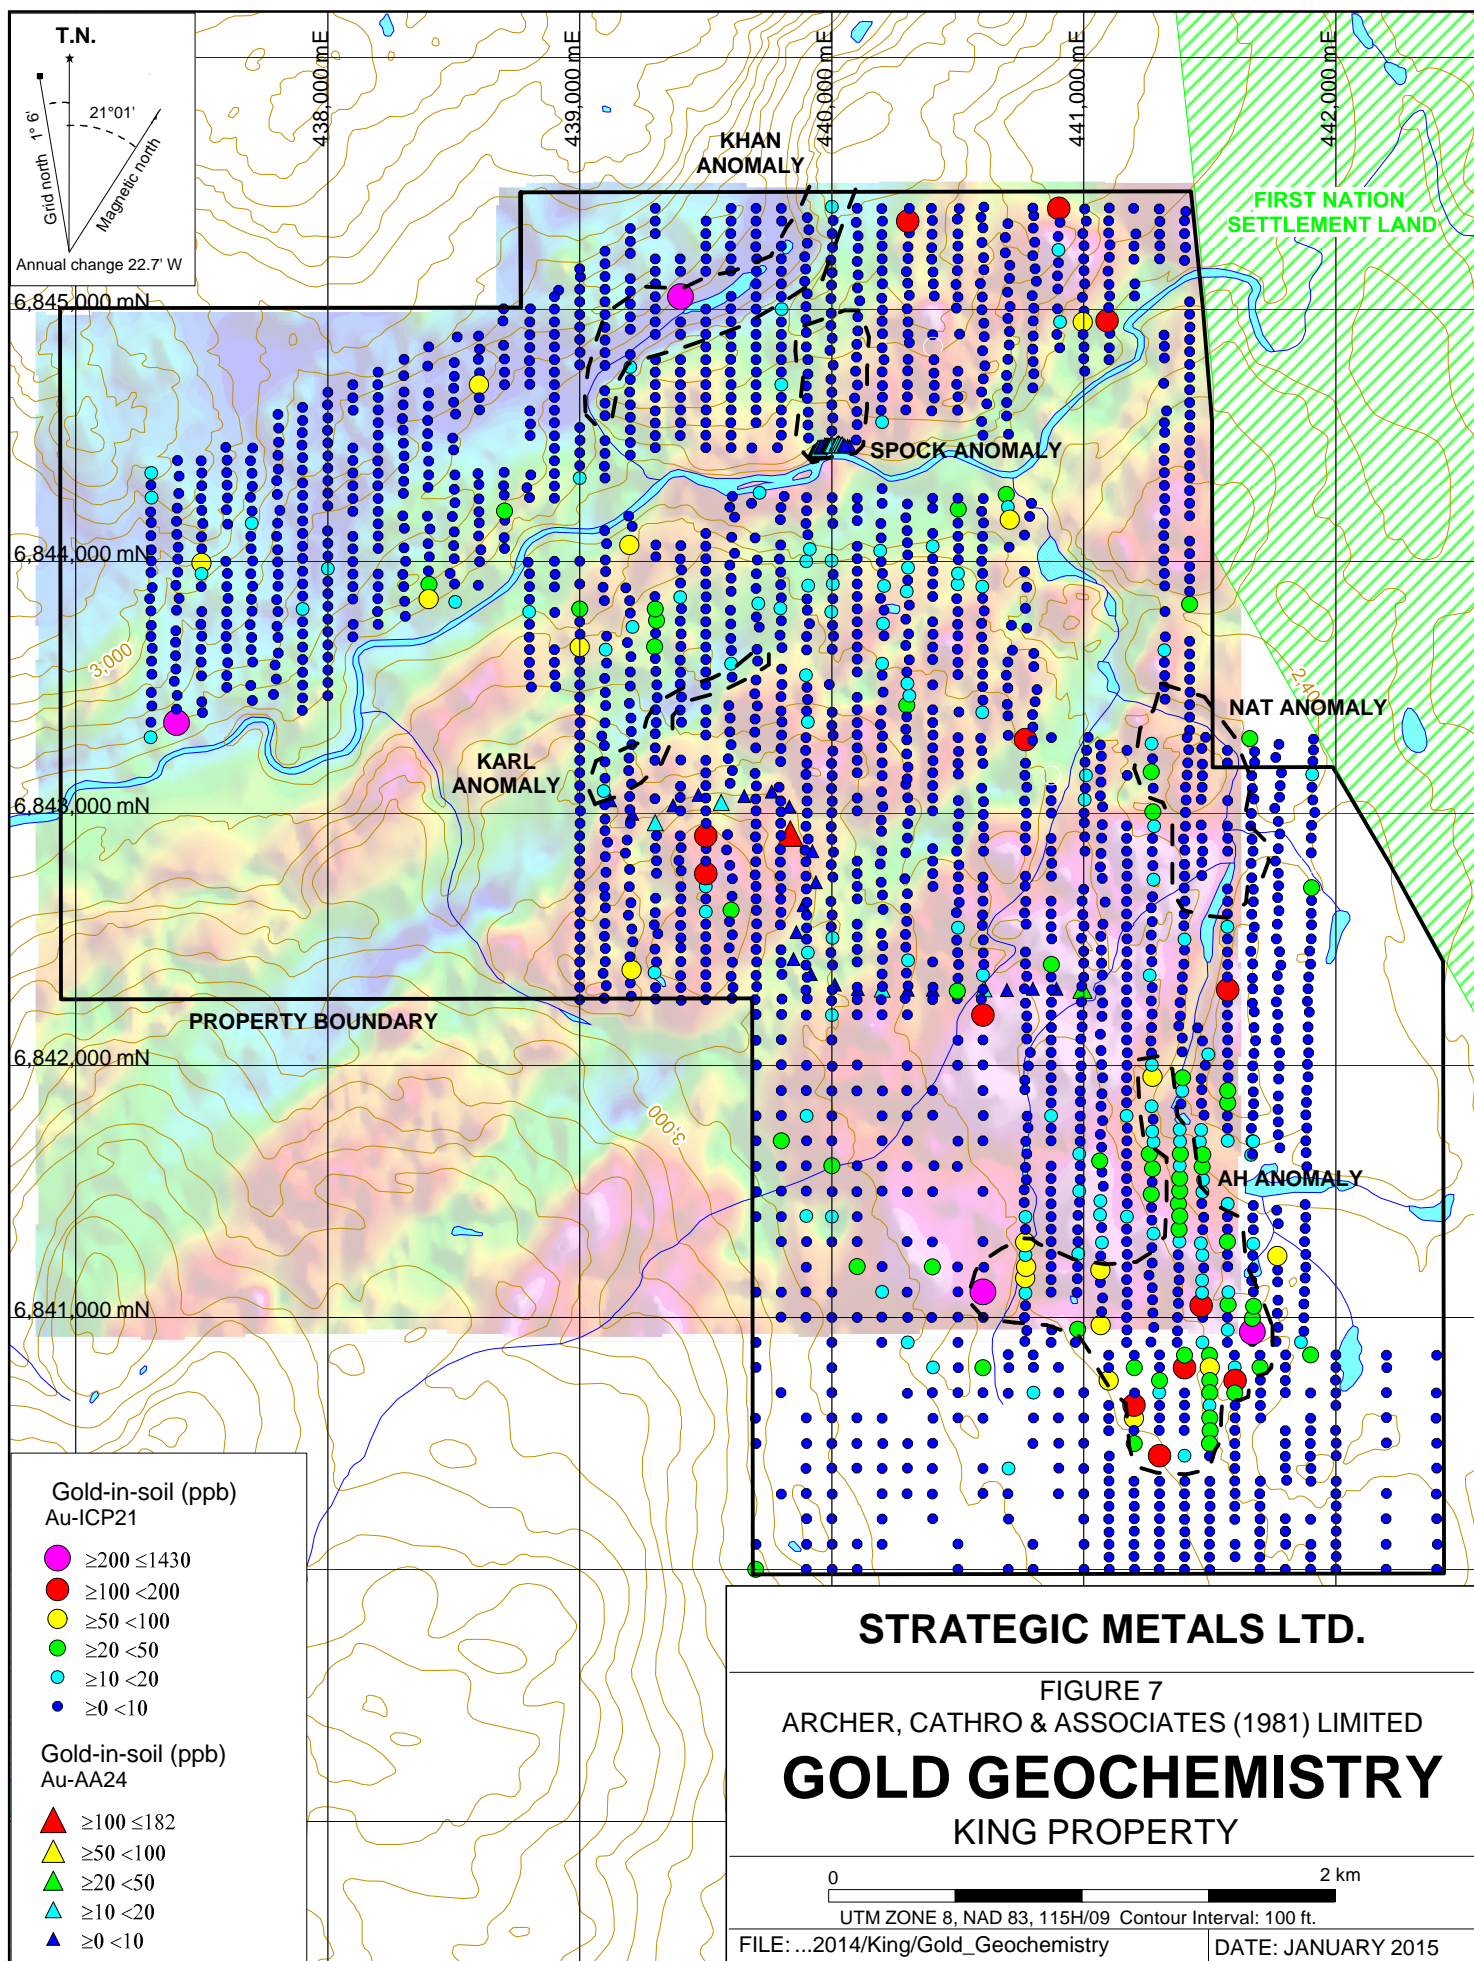 T.N.
Grid north
1° 6'
21°01'
Magnetic north
Annual change 22.7' W
438,000 mE
439,000 mE
440,000 mE
441,000 mE
442,000 mE
KHAN
ANOMALY
FIRST NATION
SETTLEMENT LAND
6,845,000 mN
SPOCK ANOMALY
6,844,000 mN
3,000
2,40
NAT ANOMALY
KARL
ANOMALY
6,843,000 mN
PROPERTY BOUNDARY
6,842,000 mN
3,000
AH ANOMALY
6,841,000 mN
Gold-in-soil (ppb)
Au-ICP21
≥200 ≤1430
≥100 <200
≥50 <100
≥20 <50
≥10 <20
≥0 <10
Gold-in-soil (ppb)
Au-AA24
≥100 ≤182
≥50 <100
≥20 <50
≥10 <20
≥0 <10
STRATEGIC METALS LTD.
FIGURE 7
ARCHER, CATHRO & ASSOCIATES (1981) LIMITED
GOLD GEOCHEMISTRY
KING PROPERTY
0 2 km
UTM ZONE 8, NAD 83, 115H/09 Contour Interval: 100 ft.
FILE: ...2014/King/Gold_Geochemistry
DATE: JANUARY 2015